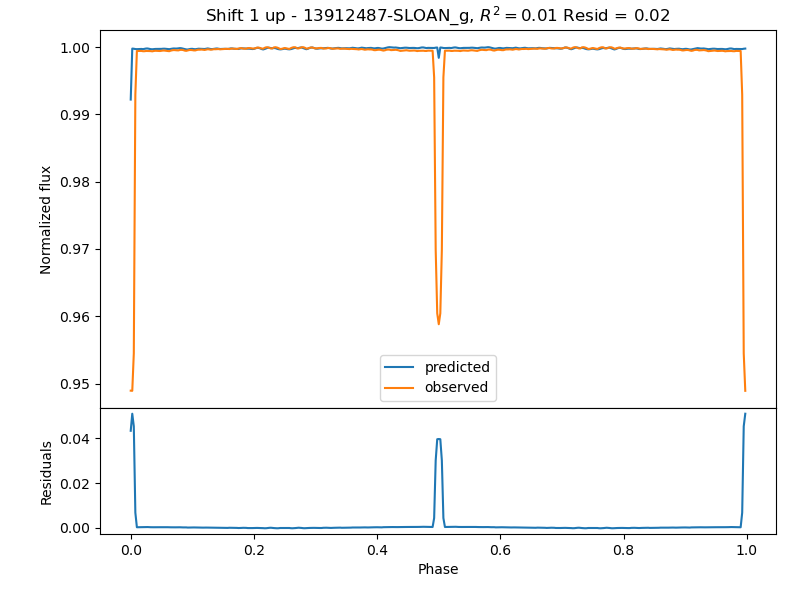 Shift 1 up - 13912487-SLOAN_g, R² = 0.01 Resid = 0.02
1.00
0.99
0.98
0.97
0.96
0.95
Normalized flux
predicted
observed
0.04
0.02
0.00
Residuals
0.0 0.2 0.4 0.6 0.8 1.0
Phase